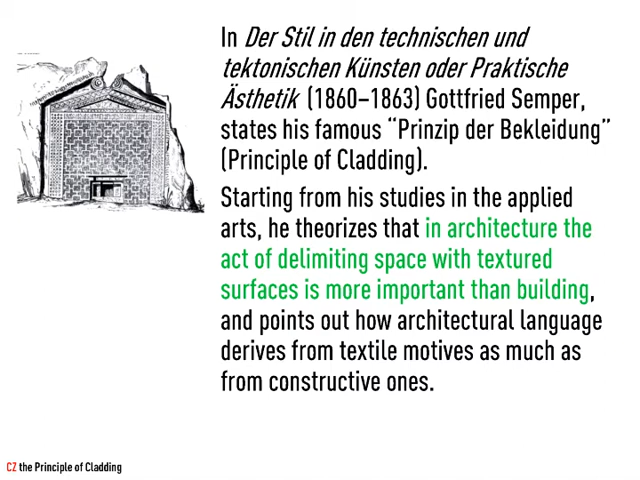 In Der Stil in den technischen und
tektonischen Künsten oder Praktische
Ästhetik (1860–1863) Gottfried Semper,
states his famous “Prinzip der Bekleidung”
(Principle of Cladding).
Starting from his studies in the applied
arts, he theorizes that in architecture the
act of delimiting space with textured
surfaces is more important than building,
and points out how architectural language
derives from textile motives as much as
from constructive ones.
CZ the Principle of Cladding